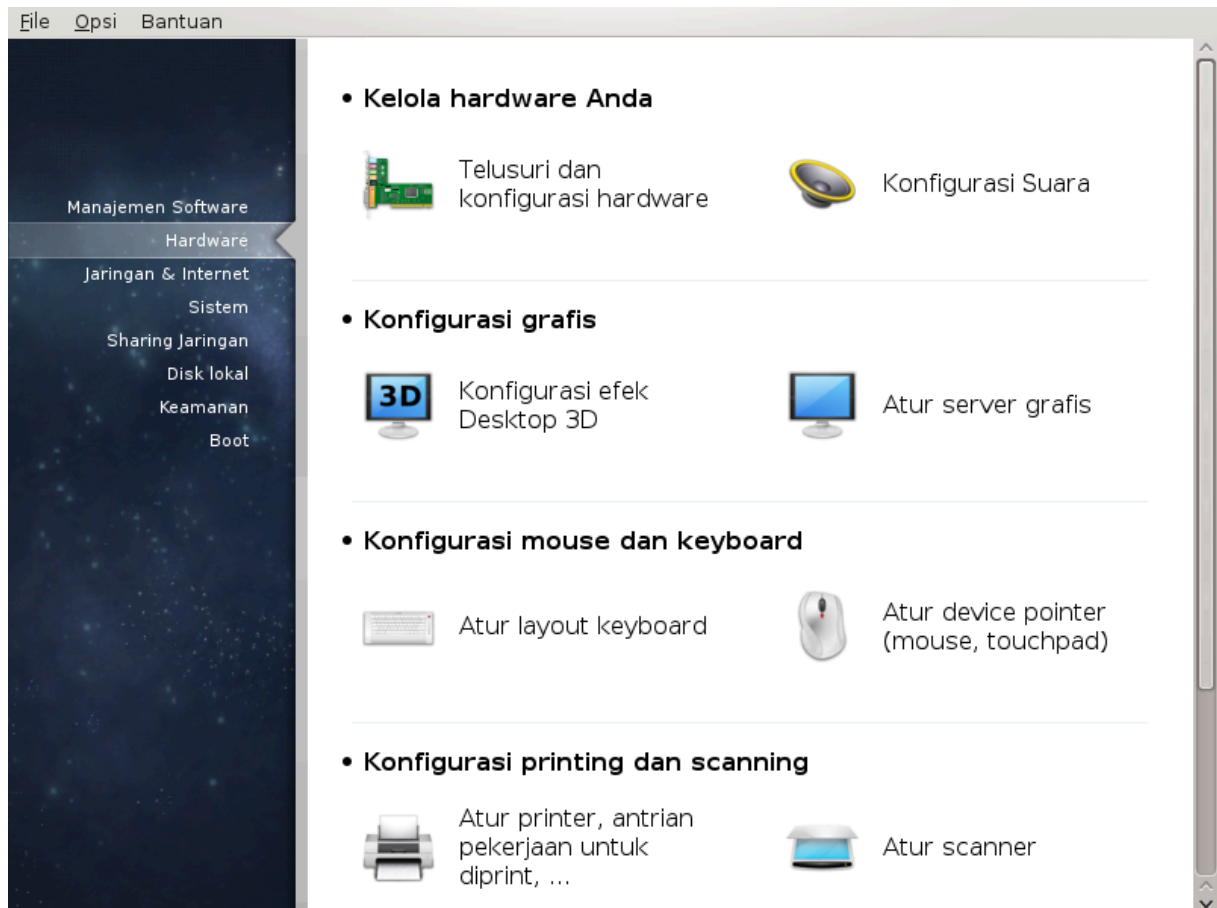 File Opsi Bantuan
Manajemen Software
Hardware
Jaringan & Internet
Sistem
Sharing Jaringan
Disk lokal
Keamanan
Boot
• Kelola hardware Anda
Telusuri dan
konfigurasi hardware
Konfigurasi Suara
• Konfigurasi grafis
3D
Konfigurasi efek
Desktop 3D
Atur server grafis
• Konfigurasi mouse dan keyboard
Atur layout keyboard
Atur device pointer
(mouse, touchpad)
• Konfigurasi printing dan scanning
Atur printer, antrian
pekerjaan untuk
diprint, ...
Atur scanner